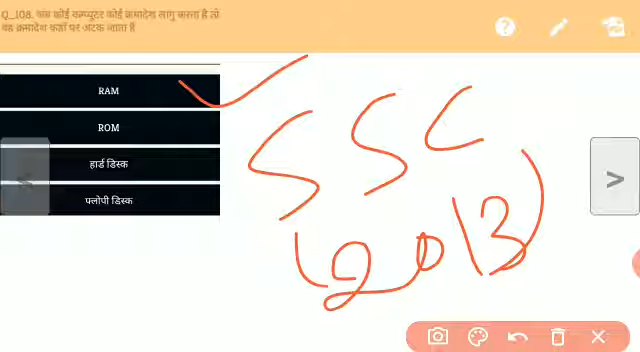 Q_108. जब कोई कम्प्यूटर कोई क्रमादेश लागु करता है तो
वह क्रमादेश कहाँ पर अटक जाता है
RAM
ROM
हार्ड डिस्क
फ्लोपी डिस्क
SSC
(2013)